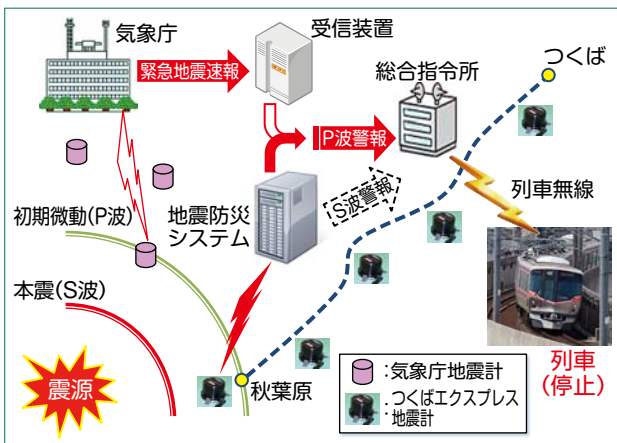 気象庁
緊急地震速報
受信装置
総合指令所
つくば
P波警報
S波警報
列車無線
初期微動(P波)
地震防災
システム
本震(S波)
震源
秋葉原
列車
(停止)
:気象庁地震計
:つくばエクスプレス
地震計